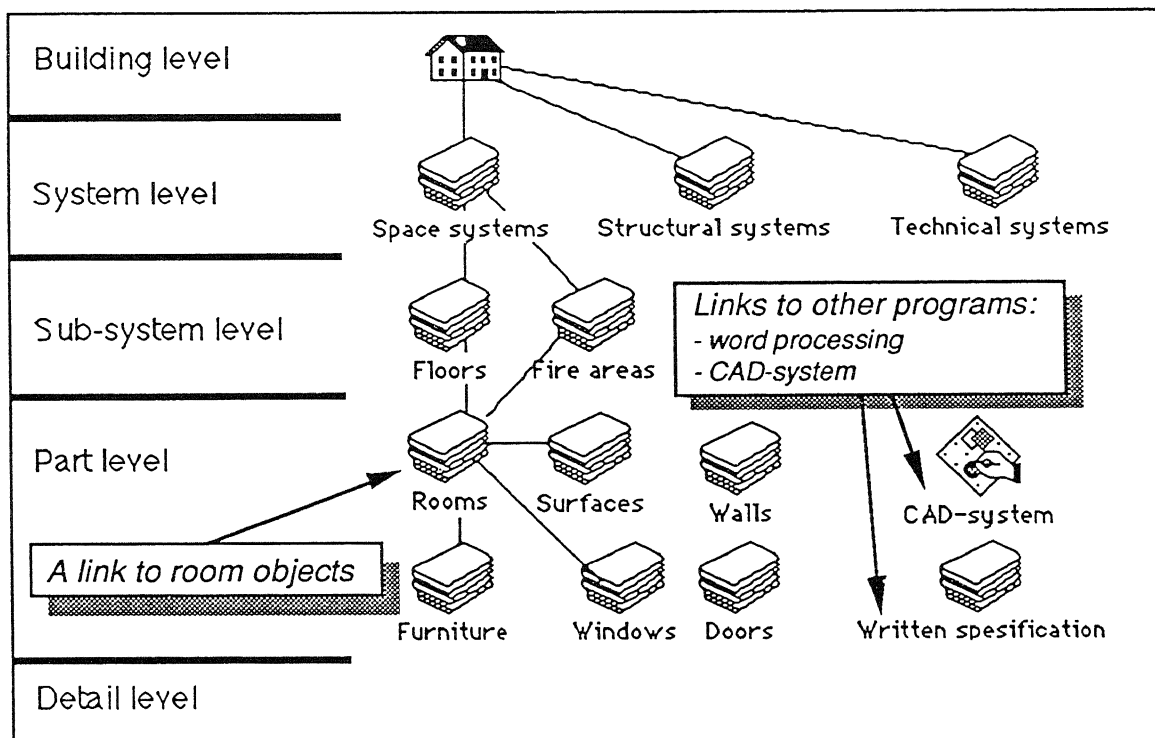 Building level
System level
Space systems
Structural systems
Technical systems
Sub-system level
Floors
Fire areas
Links to other programs:
- word processing
- CAD-system
Part level
Rooms
Surfaces
Walls
CAD-system
A link to room objects
Furniture
Windows
Doors
Written spesification
Detail level